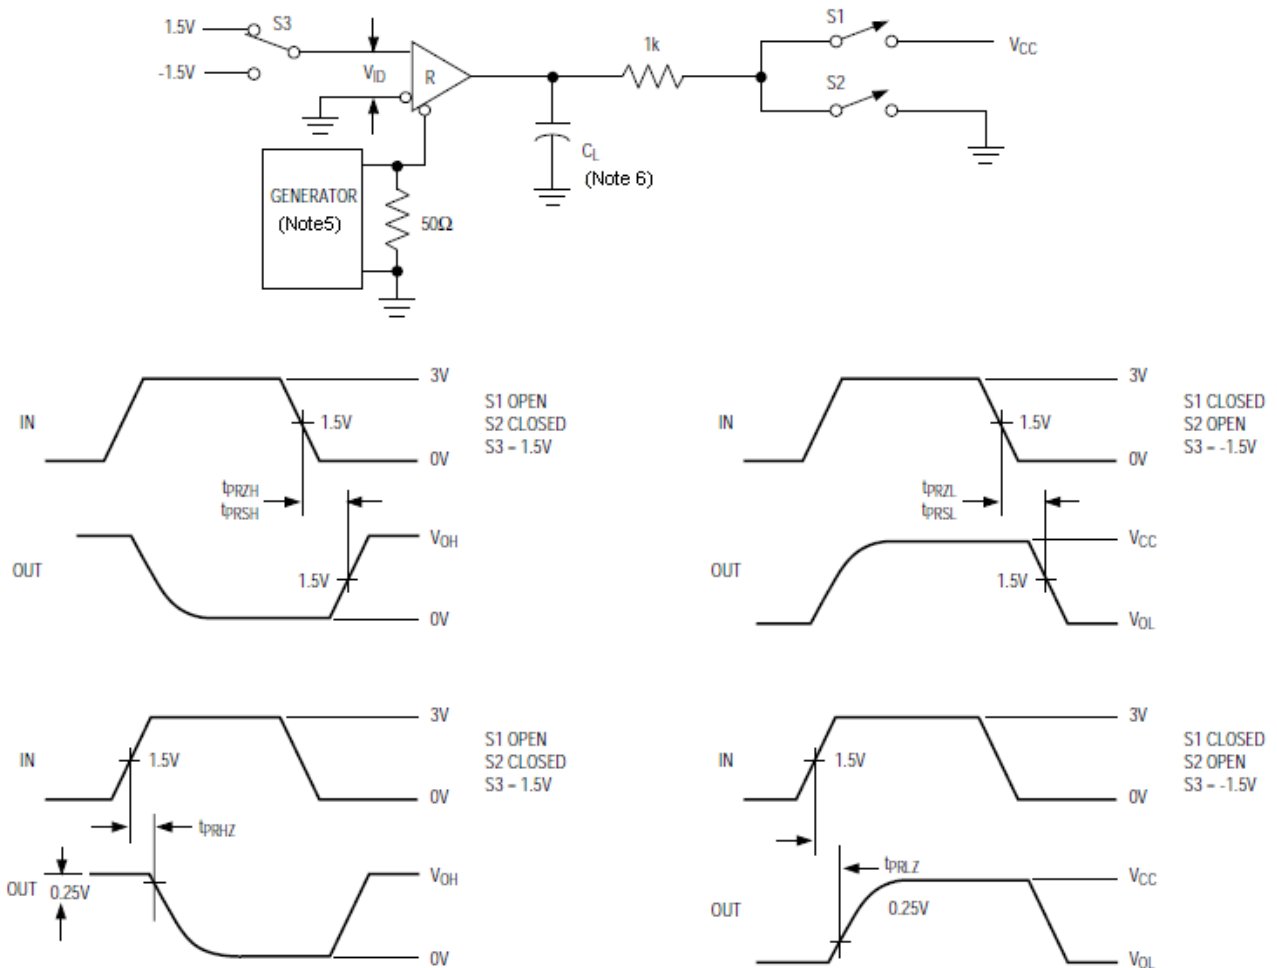 1.5V
S3
-1.5V
VID
R
1k
S1
VCC
S2
CL
(Note 6)
GENERATOR
(Note5)
50Ω
IN
3V
1.5V
0V
S1 OPEN
S2 CLOSED
S3 = 1.5V
tPRZH
tPRSH
OUT
VOH
1.5V
0V
IN
3V
1.5V
0V
S1 CLOSED
S2 OPEN
S3 = -1.5V
tPRZL
tPRSL
OUT
VCC
1.5V
VOL
IN
3V
1.5V
0V
S1 OPEN
S2 CLOSED
S3 = 1.5V
tPRHZ
OUT
0.25V
VOH
0V
IN
3V
1.5V
0V
S1 CLOSED
S2 OPEN
S3 = -1.5V
tPRLZ
OUT
VCC
0.25V
VOL